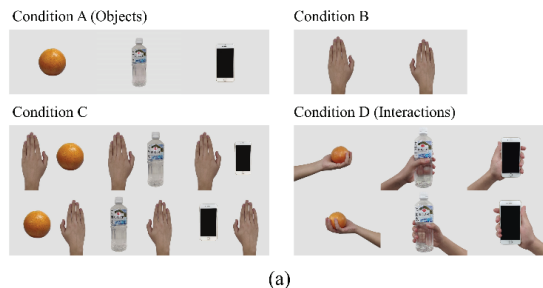 Condition A (Objects)
Condition B
Condition C
Condition D (Interactions)
(a)